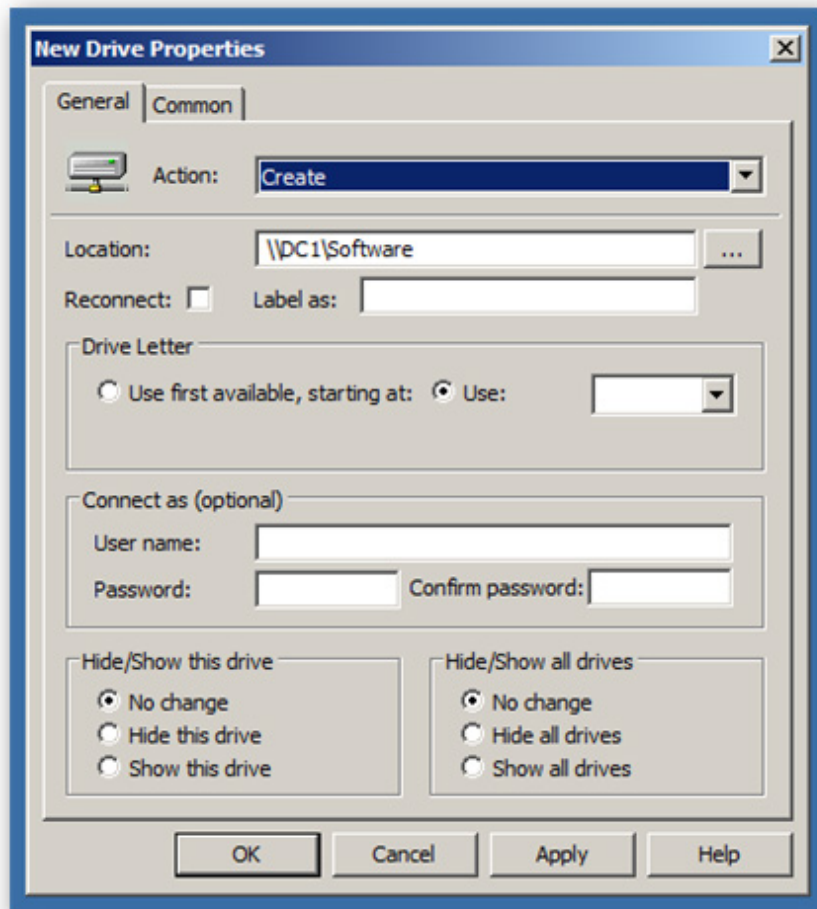 New Drive Properties
General Common
Action: Create
Location: \\DC1\Software ...
Reconnect: Label as:
Drive Letter
Use first available, starting at: Use:
Connect as (optional)
User name:
Password: Confirm password:
Hide/Show this drive Hide/Show all drives
No change No change
Hide this drive Hide all drives
Show this drive Show all drives
OK Cancel Apply Help